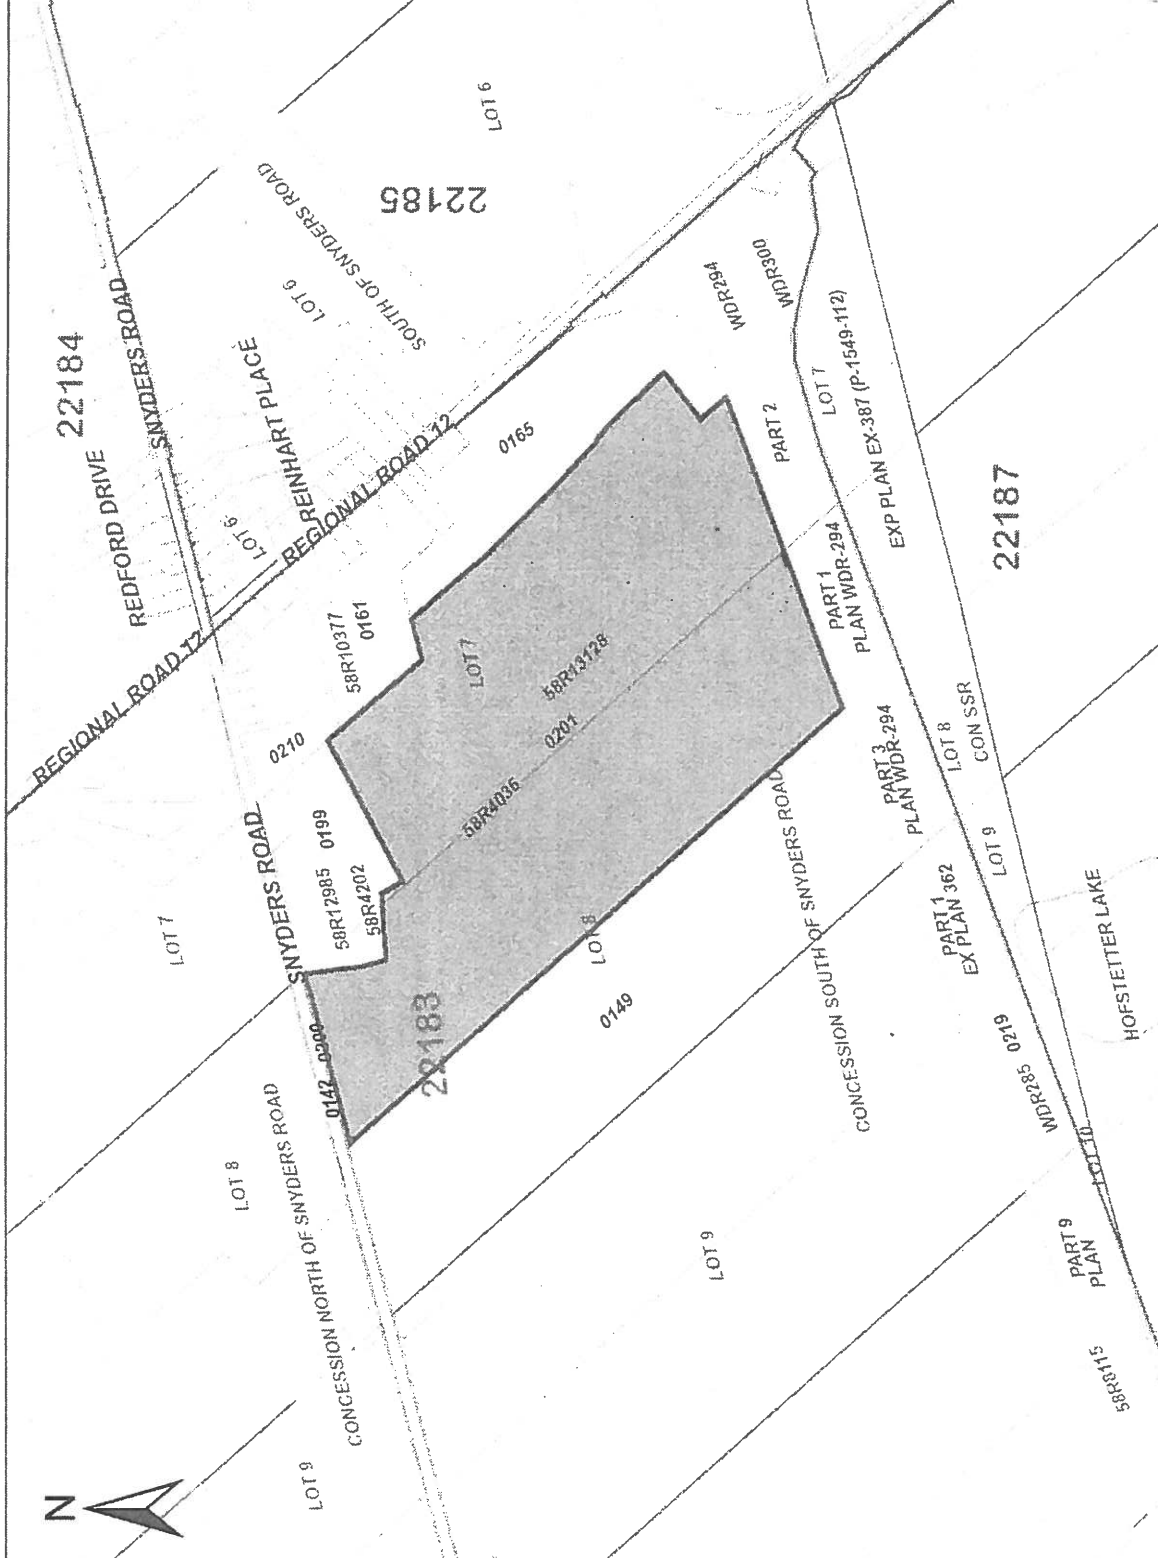 N
22184
REDFORD DRIVE
SNYDERS ROAD
LOT 6
22185
LOT 6
SOUTH OF SNYDERS ROAD
REINHART PLACE
LOT 6
REGIONAL ROAD 12
REGIONAL ROAD 12
0165
WDR294
WDR300
58R10377
0161
0210
LOT 7
SNYDERS ROAD
58R12985 0199
58R4202
LOT 7
58R13128
0201
58R4036
PART 2
LOT 7
EXP PLAN EX-387 (P-1549-112)
PART 1
PLAN WDR-294
22187
PART 3
PLAN WDR-294
LOT 8
CON SSR
LOT 9
0142 0200
22183
LOT 8
0149
CONCESSION SOUTH OF SNYDERS ROAD
PART 1
EX PLAN 362
HOFSTETTER LAKE
WDR285 0219
LOT 10
LOT 8
CONCESSION NORTH OF SNYDERS ROAD
LOT 9
LOT 9
PART 9
PLAN
58R8115